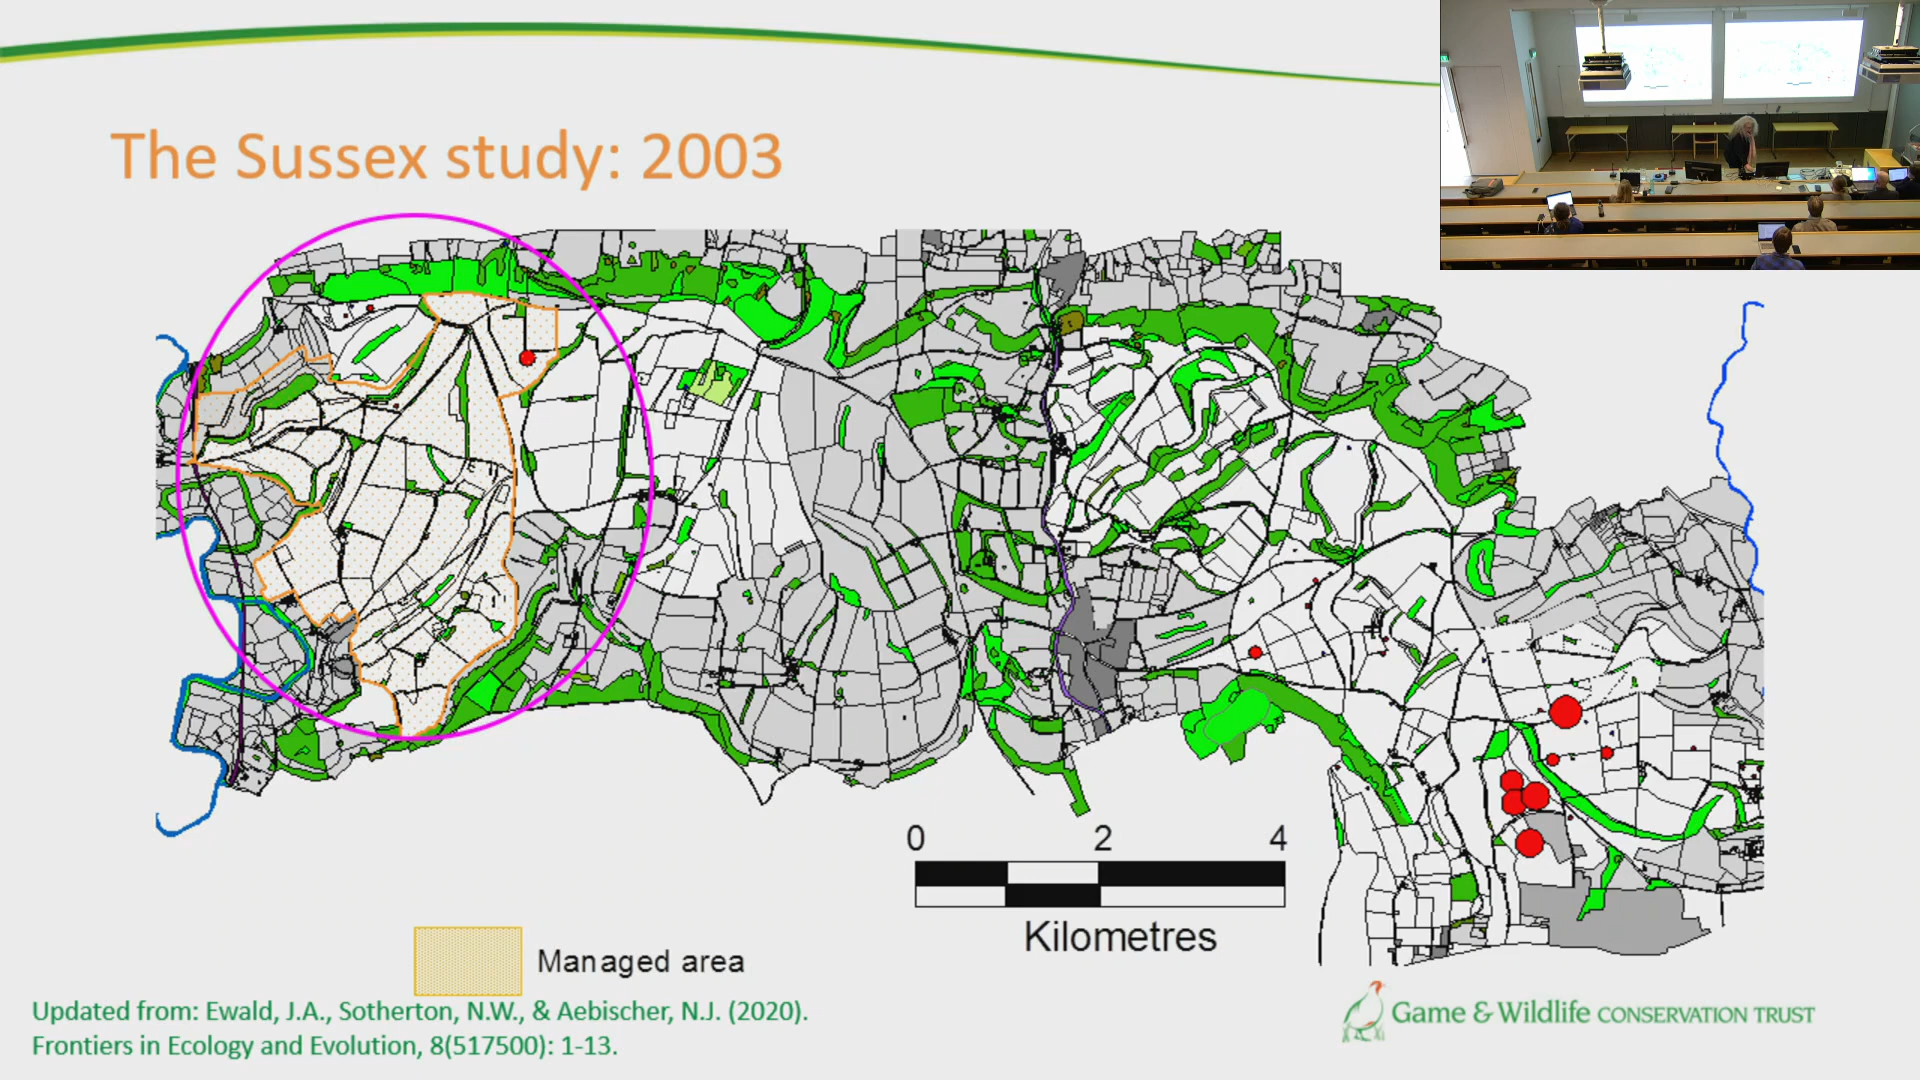 The Sussex study: 2003
0 2 4
Kilometres
Managed area
Updated from: Ewald, J.A., Sotherton, N.W., & Aebischer, N.J. (2020).
Frontiers in Ecology and Evolution, 8(517500): 1-13.
Game & Wildlife CONSERVATION TRUST